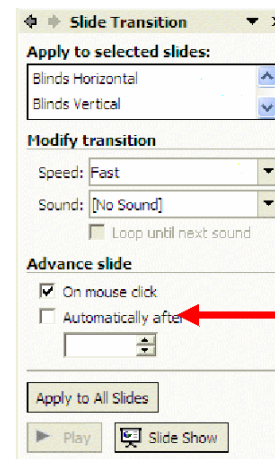 Slide Transition
Apply to selected slides:
Blinds Horizontal
Blinds Vertical
Modify transition
Speed: Fast
Sound: [No Sound]
Loop until next sound
Advance slide
On mouse click
Automatically after
Apply to All Slides
Play Slide Show